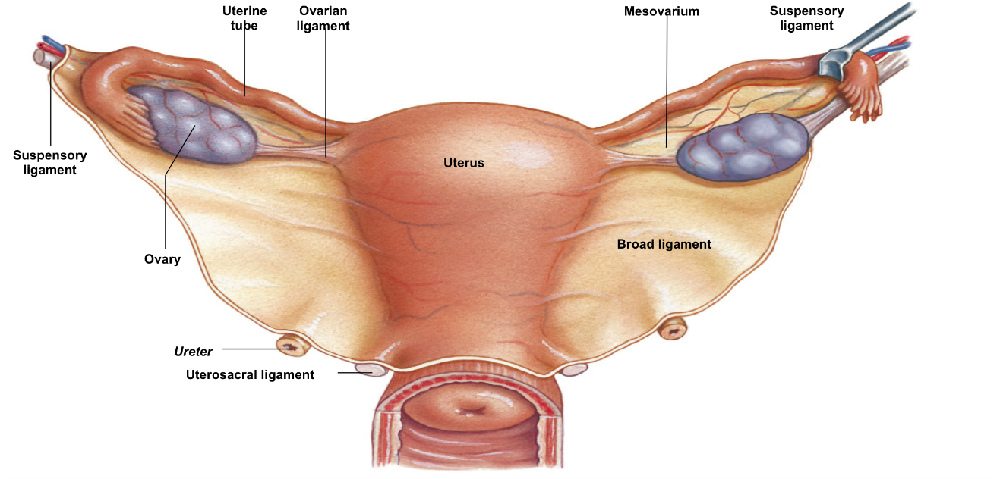 Uterine
tube
Ovarian
ligament
Mesovarium
Suspensory
ligament
Suspensory
ligament
Uterus
Broad ligament
Ovary
Ureter
Uterosacral ligament